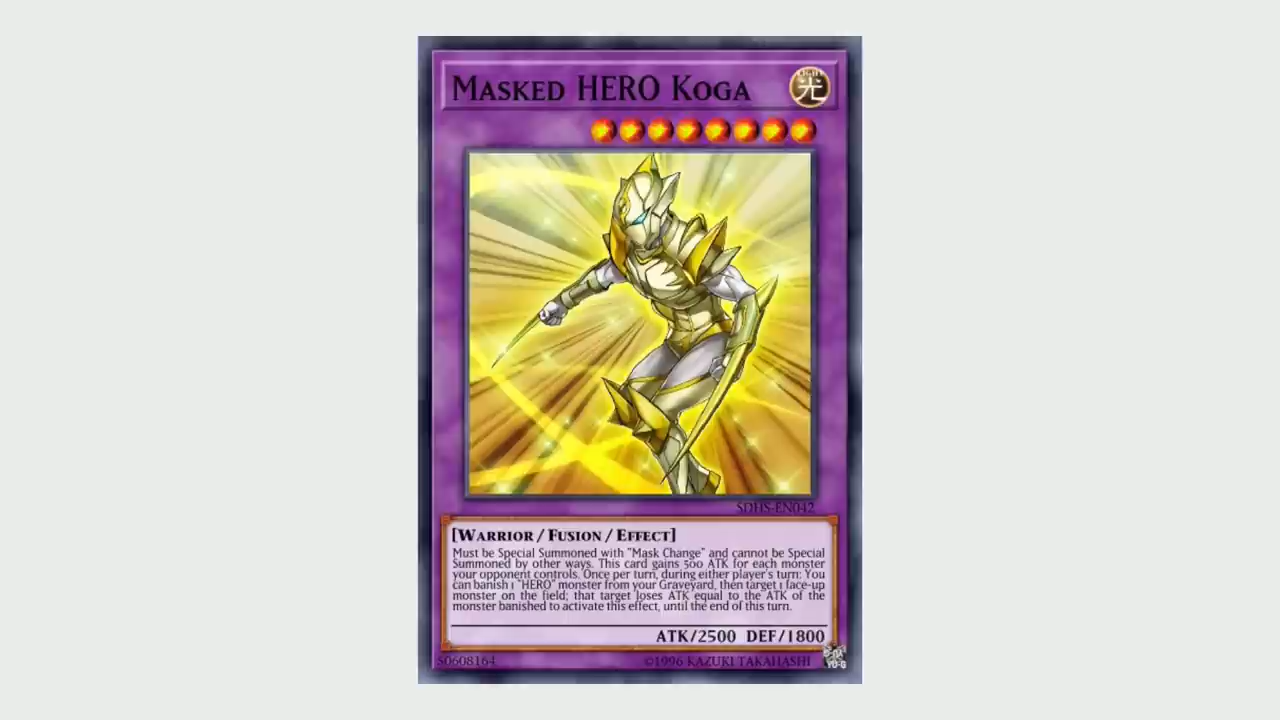 Masked HERO Koga
LIGHT
光
SDHS-EN042
[Warrior / Fusion / Effect]
Must be Special Summoned with "Mask Change" and cannot be Special
Summoned by other ways. This card gains 500 ATK for each monster
your opponent controls. Once per turn, during either player's turn: You
can banish 1 "HERO" monster from your Graveyard, then target 1 face-up
monster on the field; that target loses ATK equal to the ATK of the
monster banished to activate this effect, until the end of this turn.
ATK/2500 DEF/1800
50608164
©1996 KAZUKI TAKAHASHI